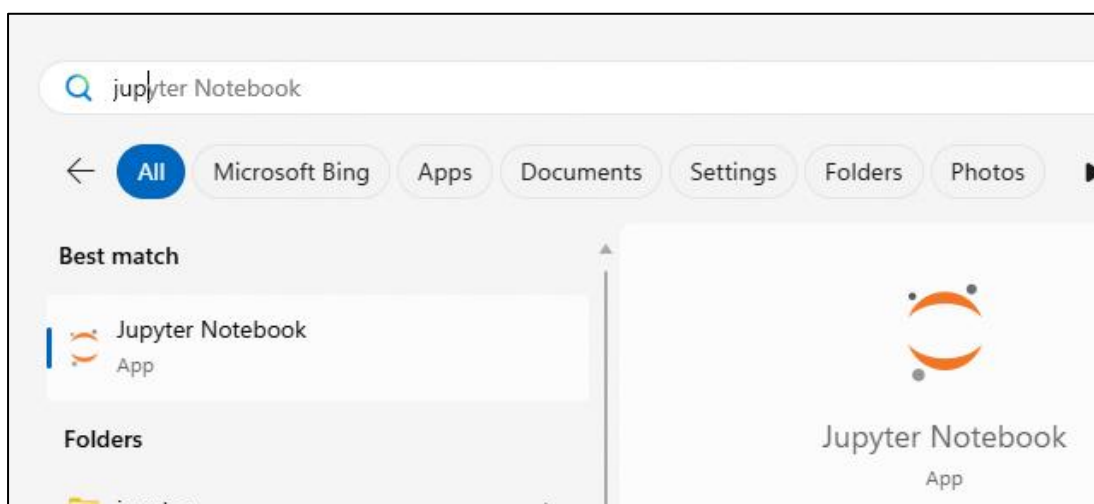 jupyter Notebook
All Microsoft Bing Apps Documents Settings Folders Photos
Best match
Jupyter Notebook
App
Folders
Jupyter Notebook
App